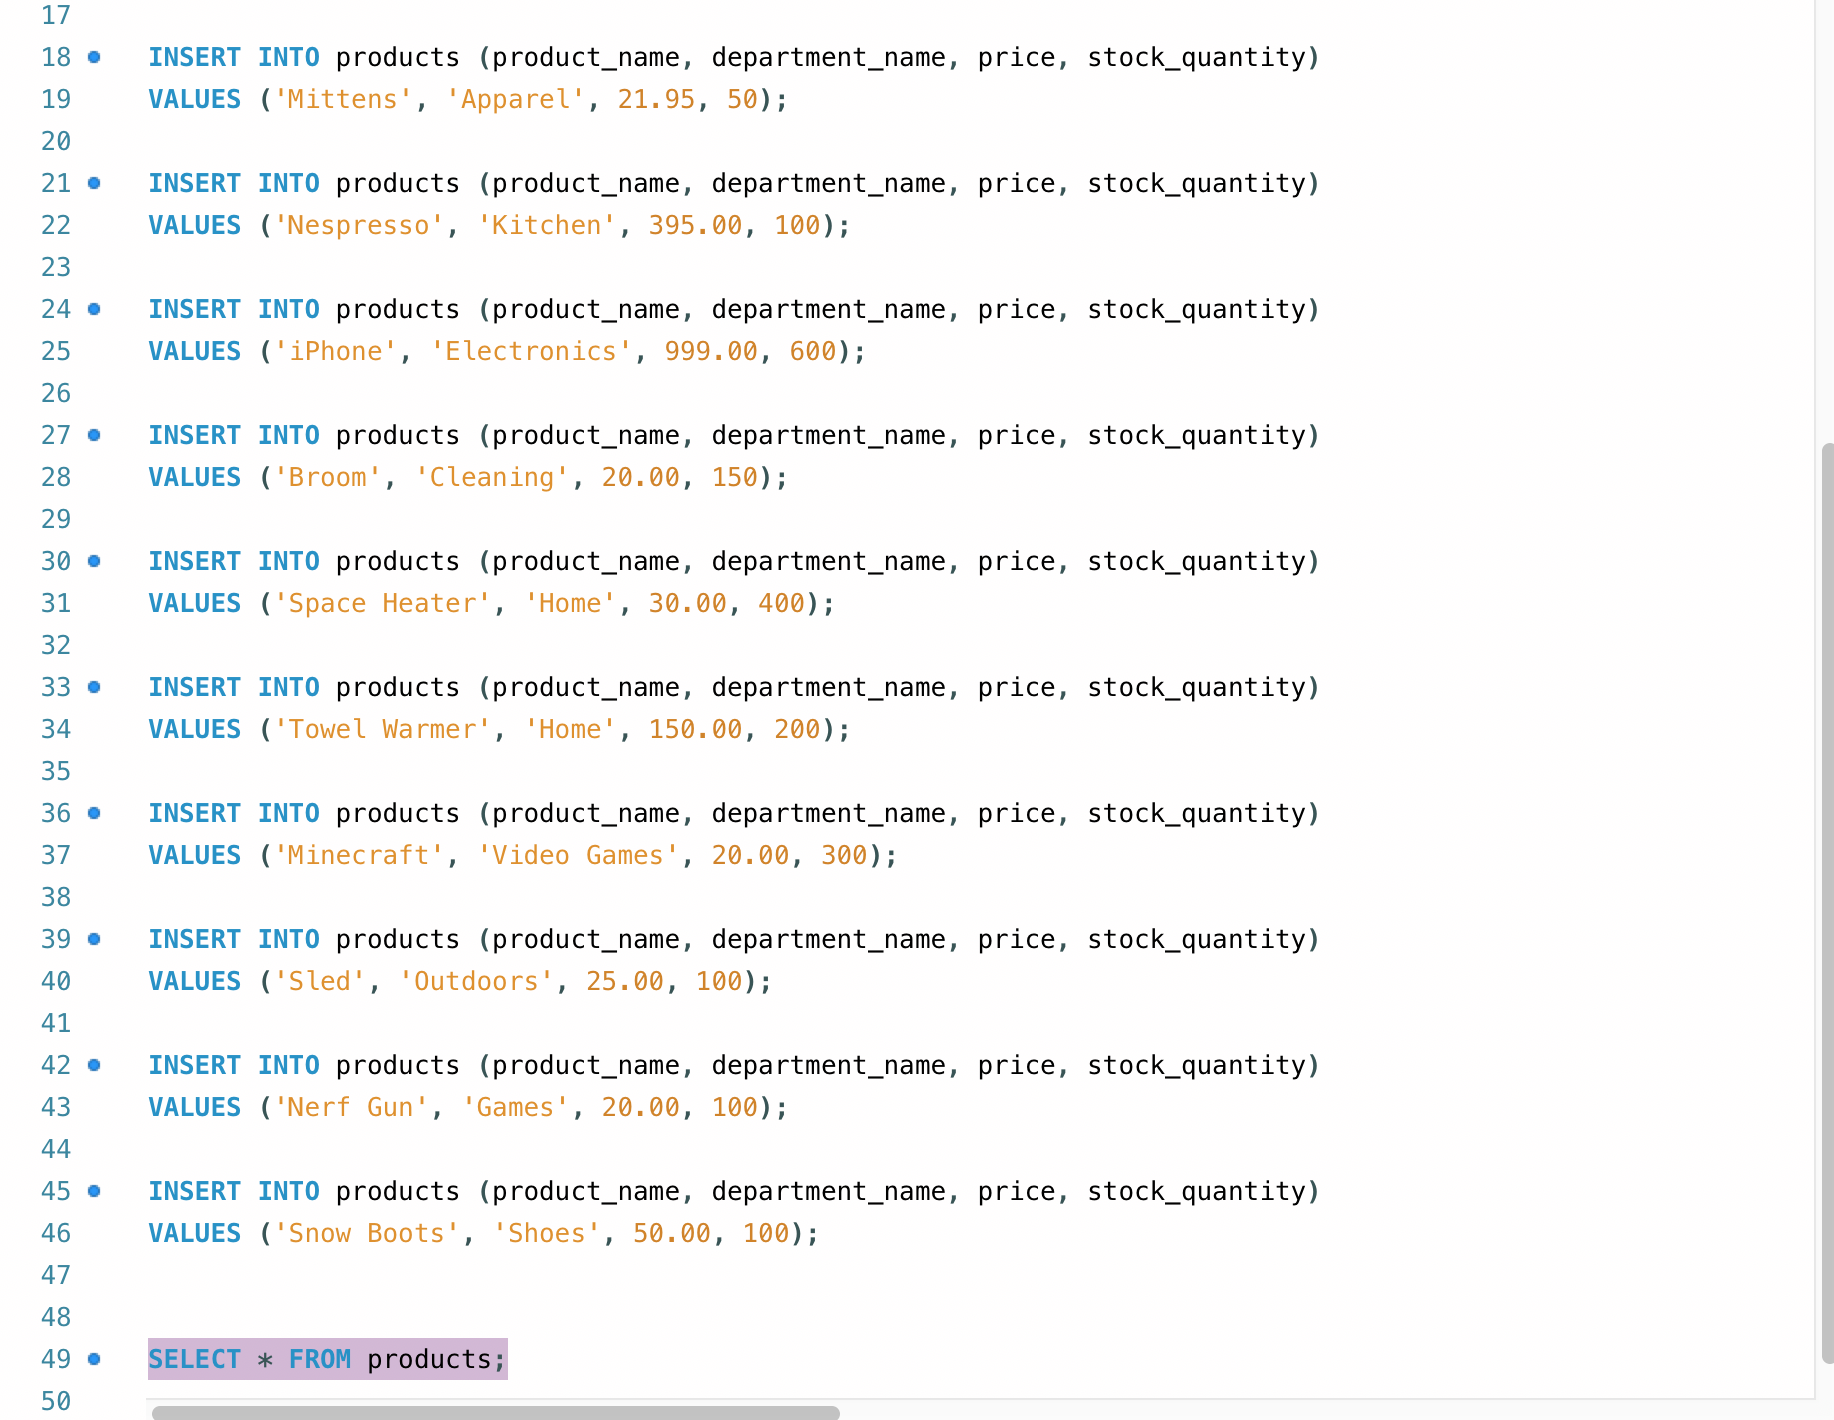 17
18 INSERT INTO products (product_name, department_name, price, stock_quantity)
19 VALUES ('Mittens', 'Apparel', 21.95, 50);
20
21 INSERT INTO products (product_name, department_name, price, stock_quantity)
22 VALUES ('Nespresso', 'Kitchen', 395.00, 100);
23
24 INSERT INTO products (product_name, department_name, price, stock_quantity)
25 VALUES ('iPhone', 'Electronics', 999.00, 600);
26
27 INSERT INTO products (product_name, department_name, price, stock_quantity)
28 VALUES ('Broom', 'Cleaning', 20.00, 150);
29
30 INSERT INTO products (product_name, department_name, price, stock_quantity)
31 VALUES ('Space Heater', 'Home', 30.00, 400);
32
33 INSERT INTO products (product_name, department_name, price, stock_quantity)
34 VALUES ('Towel Warmer', 'Home', 150.00, 200);
35
36 INSERT INTO products (product_name, department_name, price, stock_quantity)
37 VALUES ('Minecraft', 'Video Games', 20.00, 300);
38
39 INSERT INTO products (product_name, department_name, price, stock_quantity)
40 VALUES ('Sled', 'Outdoors', 25.00, 100);
41
42 INSERT INTO products (product_name, department_name, price, stock_quantity)
43 VALUES ('Nerf Gun', 'Games', 20.00, 100);
44
45 INSERT INTO products (product_name, department_name, price, stock_quantity)
46 VALUES ('Snow Boots', 'Shoes', 50.00, 100);
47
48
49 SELECT * FROM products;
50